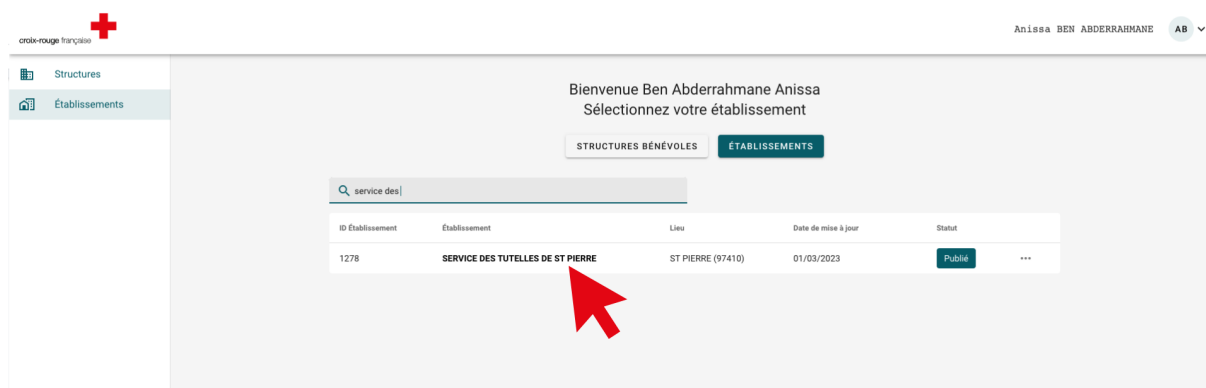 croix-rouge française
Anissa BEN ABDERRAHMANE AB
Structures
Établissements
Bienvenue Ben Abderrahmane Anissa
Sélectionnez votre établissement
STRUCTURES BÉNÉVOLES ÉTABLISSEMENTS
service des
ID Établissement Établissement Lieu Date de mise à jour Statut
1278 SERVICE DES TUTELLES DE ST PIERRE ST PIERRE (97410) 01/03/2023 Publié ...